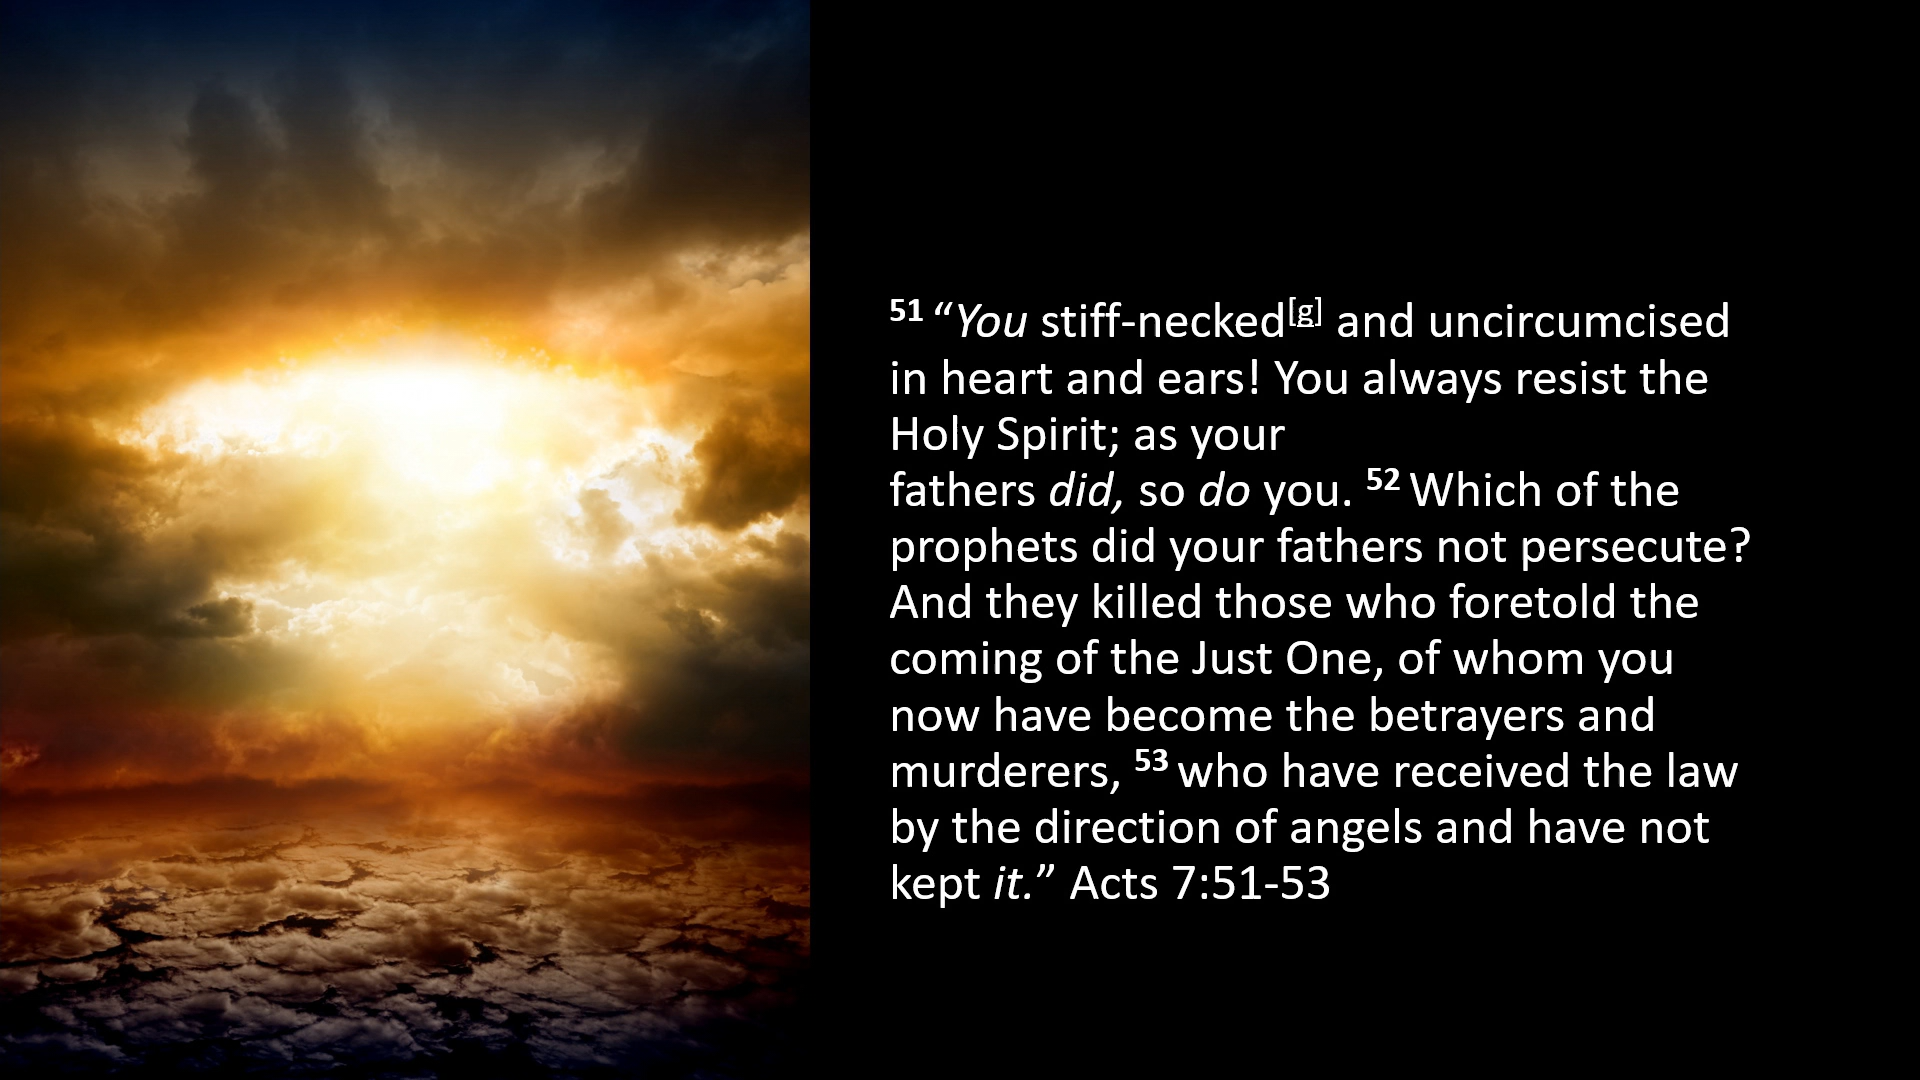 51 “You stiff-necked[g] and uncircumcised
in heart and ears! You always resist the
Holy Spirit; as your
fathers did, so do you. 52 Which of the
prophets did your fathers not persecute?
And they killed those who foretold the
coming of the Just One, of whom you
now have become the betrayers and
murderers, 53 who have received the law
by the direction of angels and have not
kept it.” Acts 7:51-53